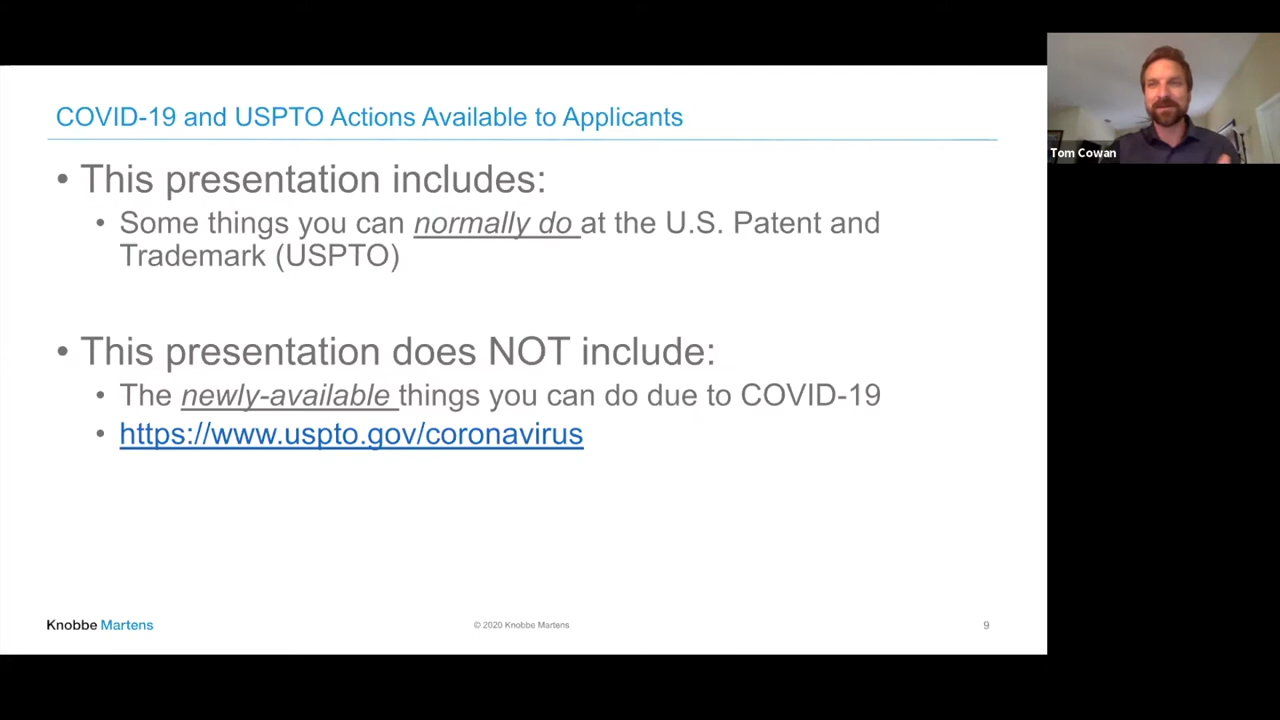 COVID-19 and USPTO Actions Available to Applicants
• This presentation includes:
• Some things you can normally do at the U.S. Patent and
Trademark (USPTO)
• This presentation does NOT include:
• The newly-available things you can do due to COVID-19
• https://www.uspto.gov/coronavirus
Knobbe Martens
© 2020 Knobbe Martens
9
Tom Cowan